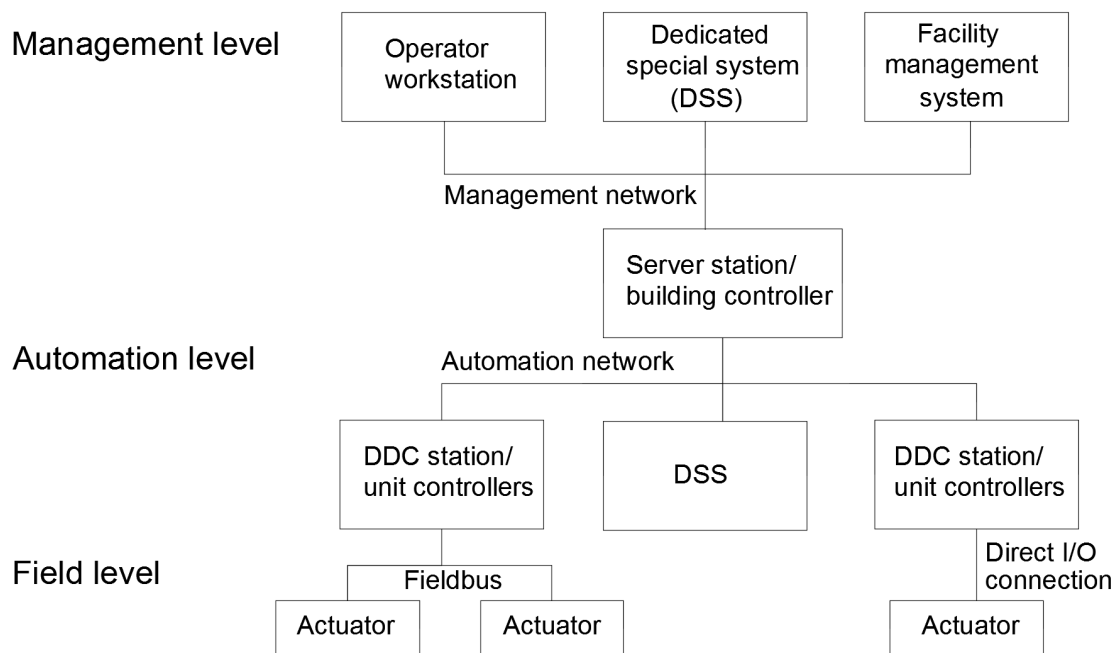 Management level
Operator
workstation
Dedicated
special system
(DSS)
Facility
management
system
Management network
Server station/
building controller
Automation level
Automation network
DDC station/
unit controllers
DSS
DDC station/
unit controllers
Field level
Fieldbus
Direct I/O
connection
Actuator
Actuator
Actuator